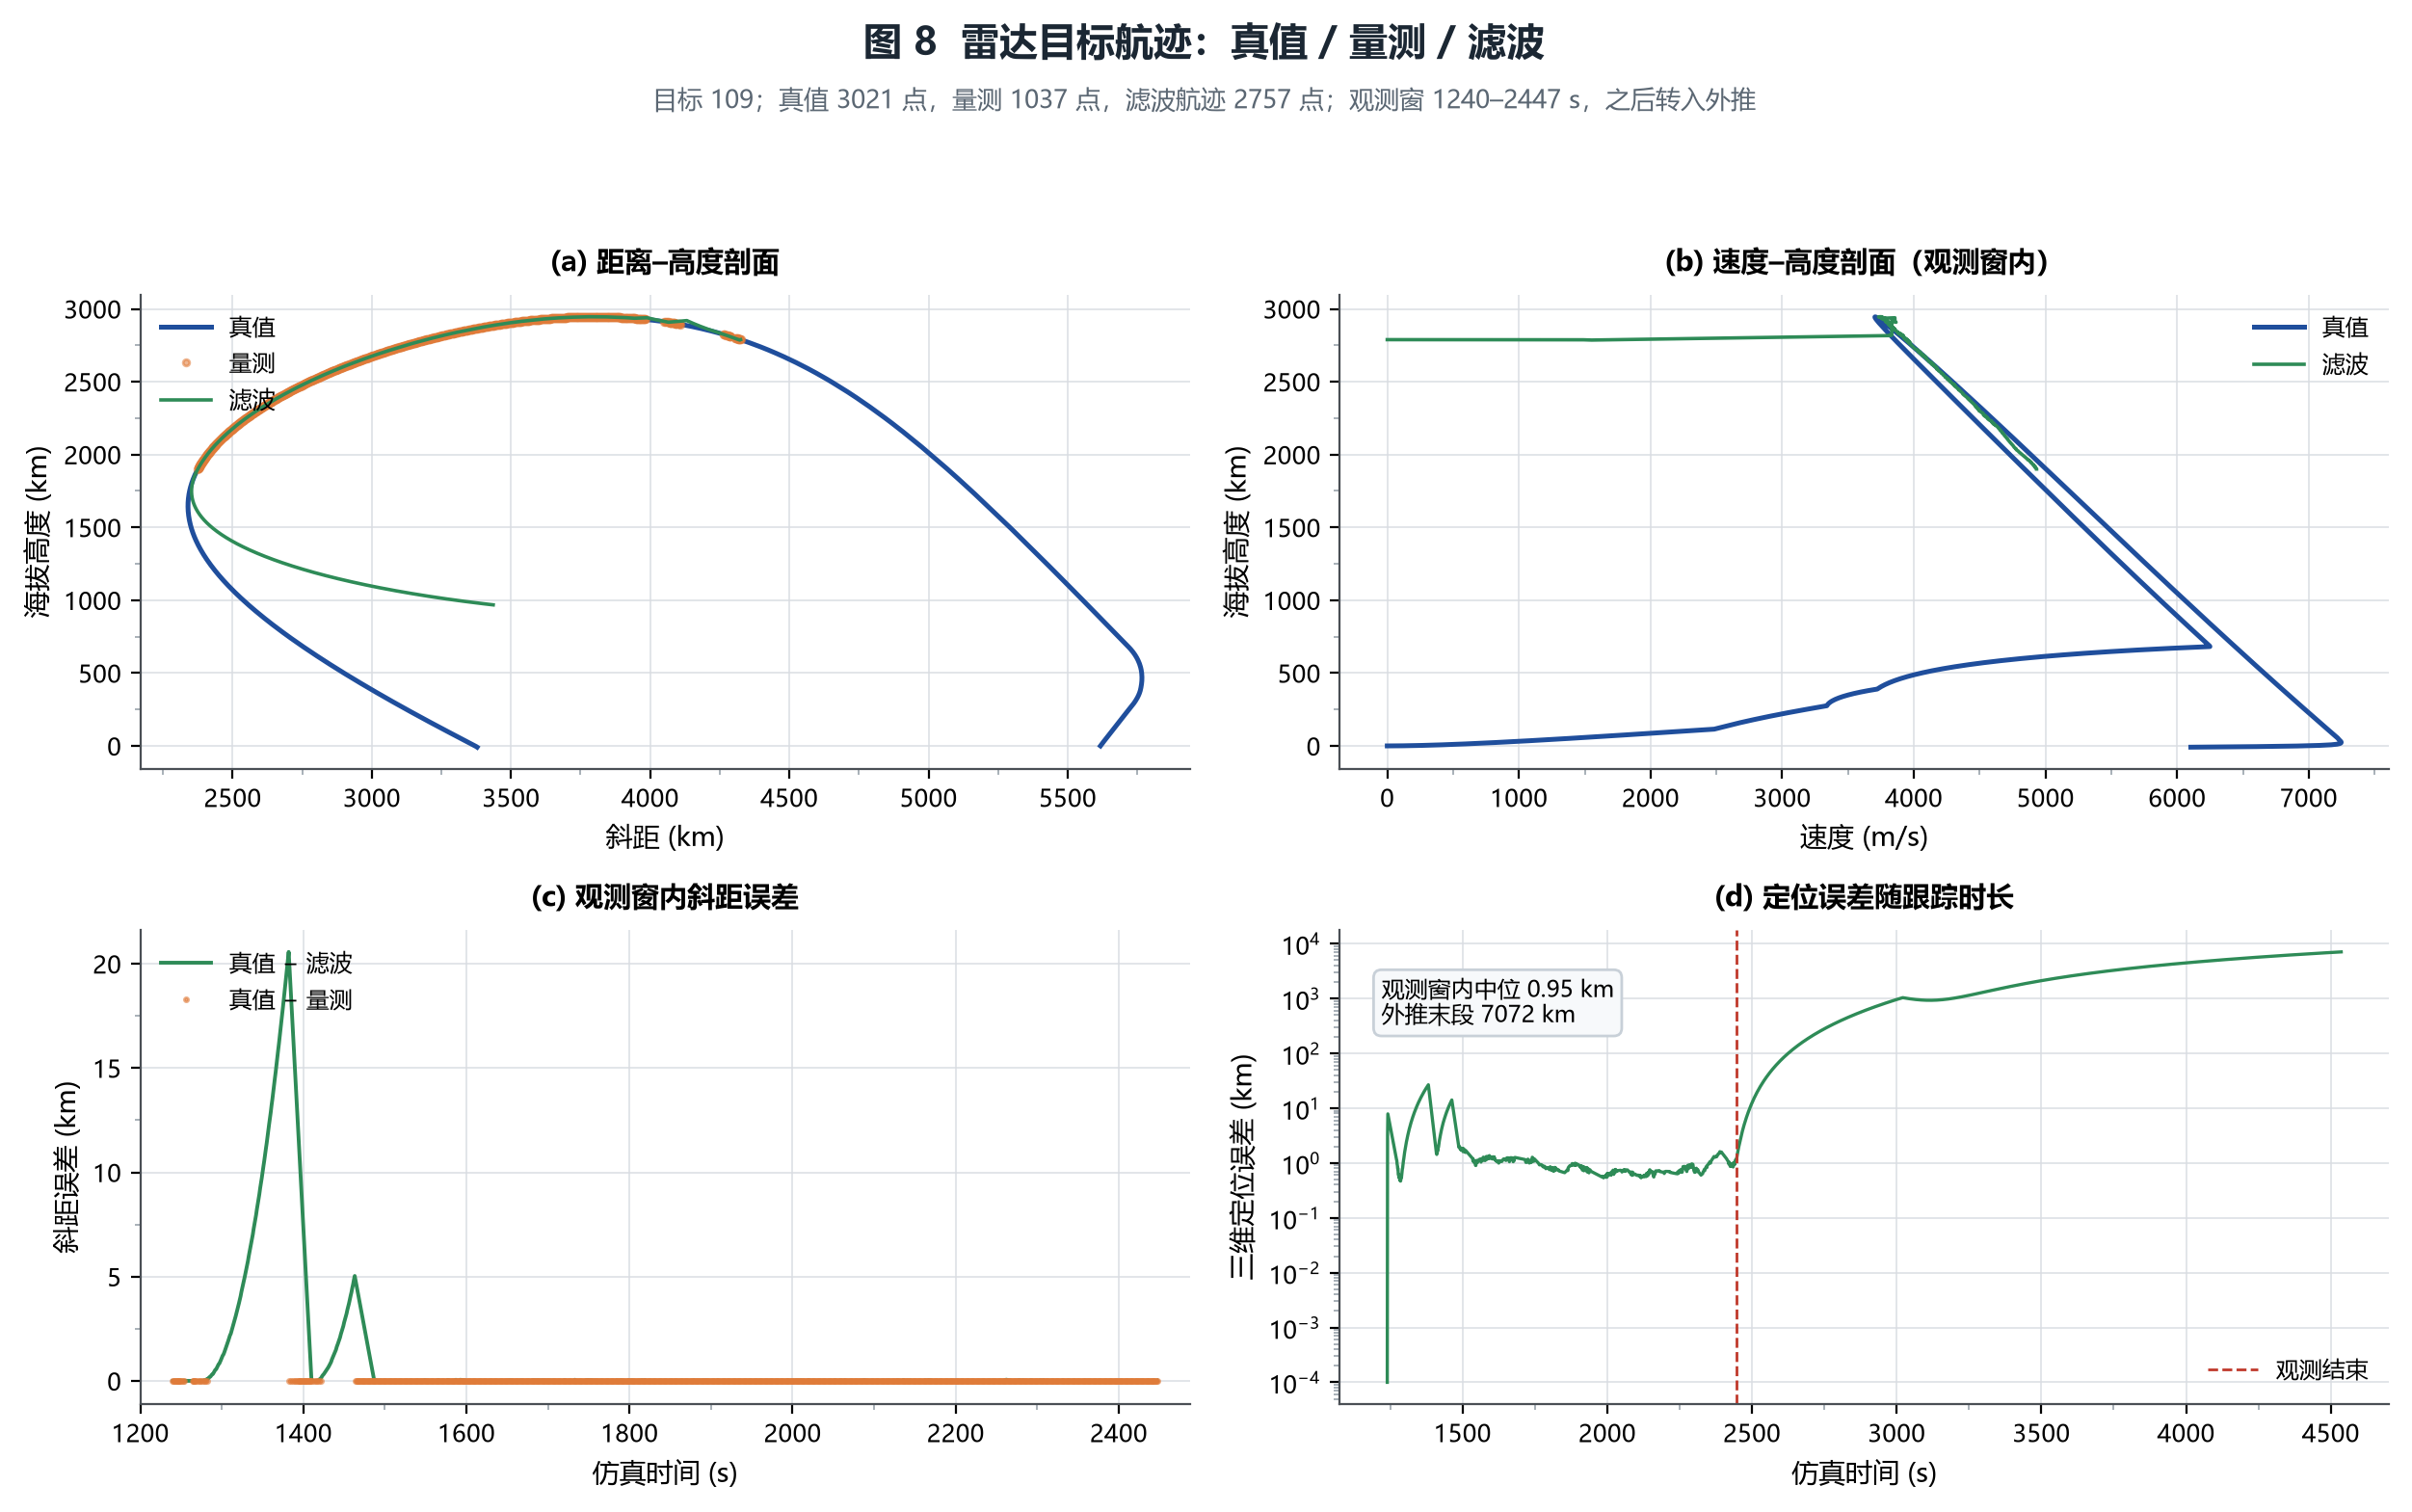 图 8 雷达目标航迹：真值 / 量测 / 滤波
目标 109；真值 3021 点，量测 1037 点，滤波航迹 2757 点；观测窗 1240–2447 s，之后转入外推
(a) 距离–高度剖面
海拔高度 (km)
3000
2500
2000
1500
1000
500
0
真值
量测
滤波
2500 3000 3500 4000 4500 5000 5500
斜距 (km)
(b) 速度–高度剖面（观测窗内）
海拔高度 (km)
3000
2500
2000
1500
1000
500
0
真值
滤波
0 1000 2000 3000 4000 5000 6000 7000
速度 (m/s)
(c) 观测窗内斜距误差
斜距误差 (km)
20
15
10
5
0
真值 – 滤波
真值 – 量测
1200 1400 1600 1800 2000 2200 2400
仿真时间 (s)
(d) 定位误差随跟踪时长
三维定位误差 (km)
10⁴
10³
10²
10¹
10⁰
10⁻¹
10⁻²
10⁻³
10⁻⁴
观测窗内中位 0.95 km
外推末段 7072 km
观测结束
1500 2000 2500 3000 3500 4000 4500
仿真时间 (s)